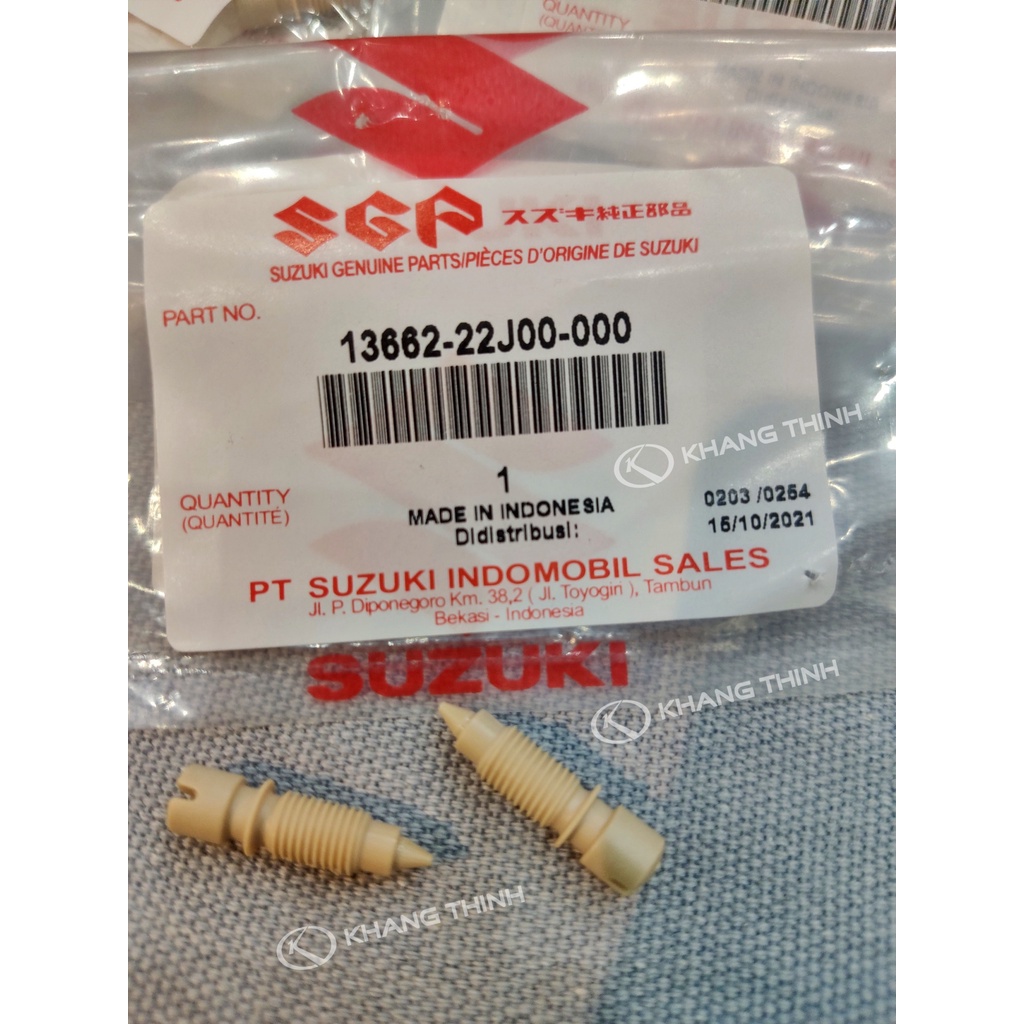 QUANTITY
SGP スズキ純正部品
SUZUKI GENUINE PARTS/PIÈCES D'ORIGINE DE SUZUKI
PART NO.
13662-22J00-000
KHANG THINH
1
QUANTITY
(QUANTITÉ)
MADE IN INDONESIA
Didistribusi:
0203 /0254
15/10/2021
PT SUZUKI INDOMOBIL SALES
Jl. P. Diponegoro Km. 38,2 ( Jl. Toyogiri ), Tambun
Bekasi - Indonesia
SUZUKI
KHANG THINH
KHANG THINH